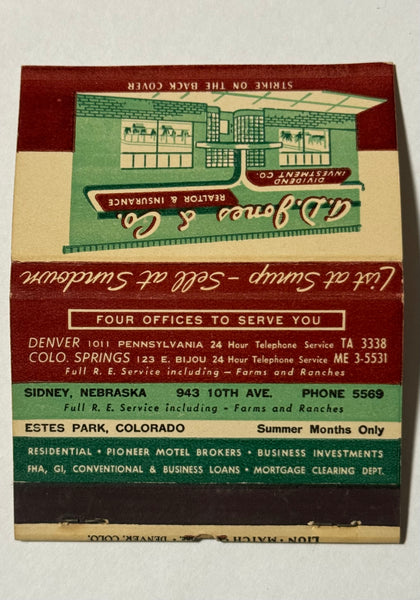 STRIKE ON THE BACK COVER
DIVIDEND
INVESTMENT CO.
REALTOR & INSURANCE
A.D. Jones & Co.
List at Sunup - Sell at Sundown
FOUR OFFICES TO SERVE YOU
DENVER 1011 PENNSYLVANIA 24 Hour Telephone Service TA 3338
COLO. SPRINGS 123 E. BIJOU 24 Hour Telephone Service ME 3-5531
Full R. E. Service including - Farms and Ranches
SIDNEY, NEBRASKA 943 10TH AVE. PHONE 5569
Full R. E. Service including - Farms and Ranches
ESTES PARK, COLORADO Summer Months Only
RESIDENTIAL • PIONEER MOTEL BROKERS • BUSINESS INVESTMENTS
FHA, GI, CONVENTIONAL & BUSINESS LOANS • MORTGAGE CLEARING DEPT.
LION MATCH DENVER, COLO.